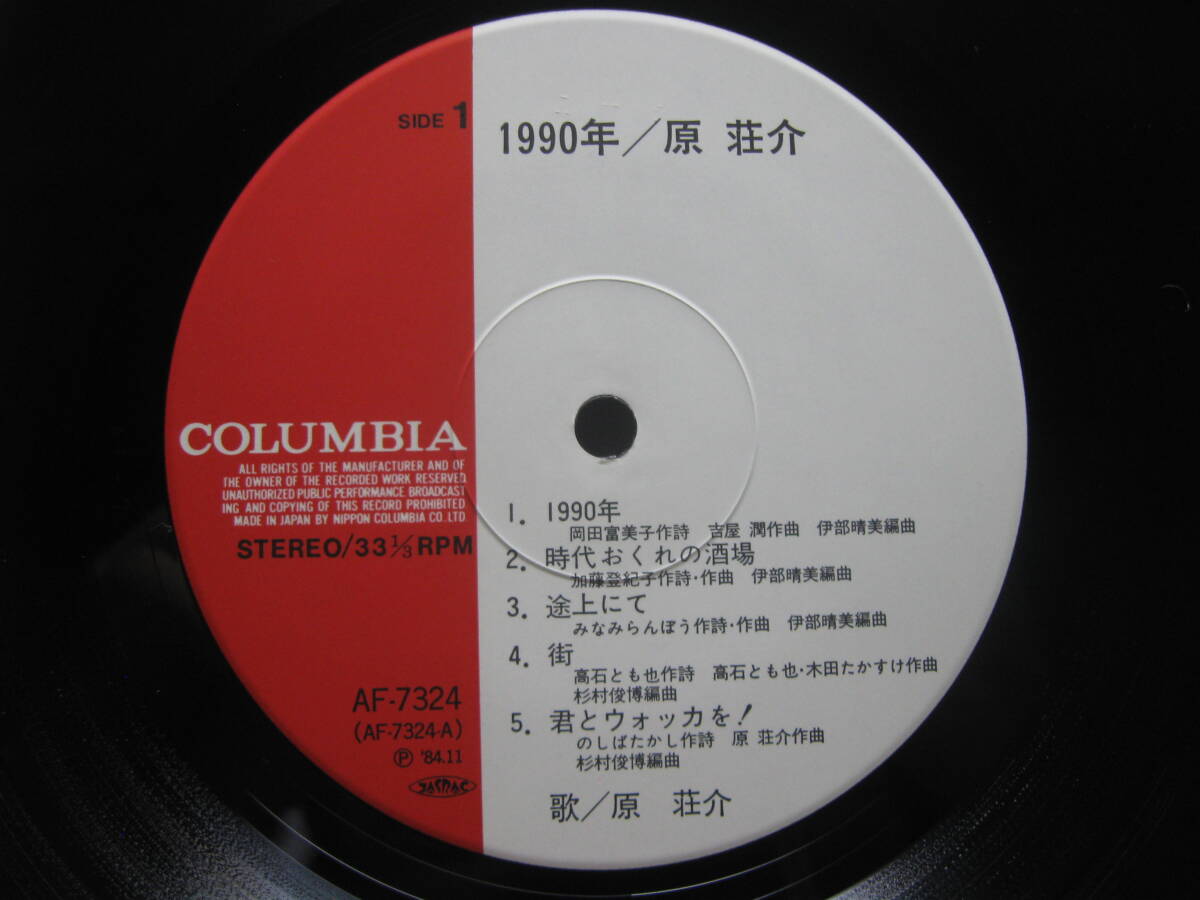 SIDE 1
1990年／原 荘介
COLUMBIA
ALL RIGHTS OF THE MANUFACTURER AND OF
THE OWNER OF THE RECORDED WORK RESERVED
UNAUTHORIZED PUBLIC PERFORMANCE BROADCAST
ING AND COPYING OF THIS RECORD PROHIBITED
MADE IN JAPAN BY NIPPON COLUMBIA CO.,LTD.
STEREO/33 1/3 RPM
AF-7324
(AF-7324-A)
Ⓟ '84.11
JASRAC
1. 1990年
岡田冨美子作詩 吉屋 潤作曲 伊部晴美編曲
2. 時代おくれの酒場
加藤登紀子作詩・作曲 伊部晴美編曲
3. 途上にて
みなみらんぼう作詩・作曲 伊部晴美編曲
4. 街
高石とも也作詩 高石とも也・木田たかすけ作曲
杉村俊博編曲
5. 君とウォッカを！
のしばたかし作詩 原 荘介作曲
杉村俊博編曲
歌／原 荘介